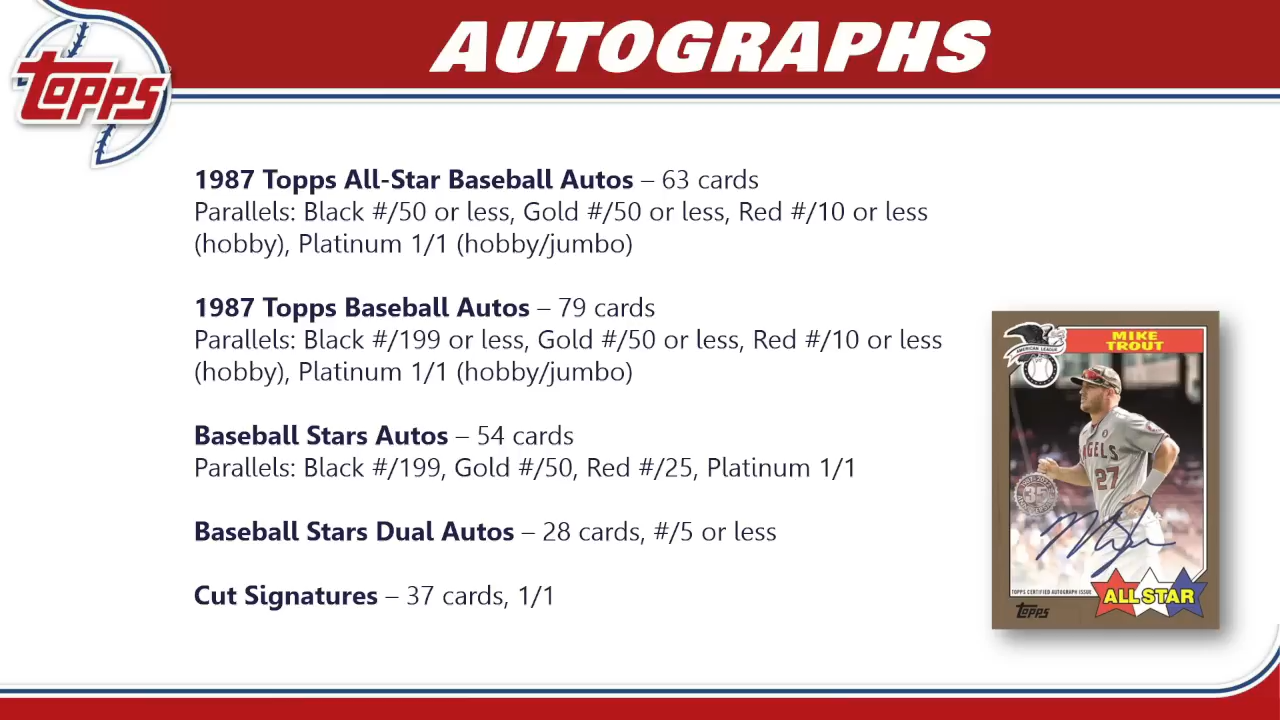 AUTOGRAPHS
TOPPS
1987 Topps All-Star Baseball Autos – 63 cards
Parallels: Black #/50 or less, Gold #/50 or less, Red #/10 or less
(hobby), Platinum 1/1 (hobby/jumbo)
1987 Topps Baseball Autos – 79 cards
Parallels: Black #/199 or less, Gold #/50 or less, Red #/10 or less
(hobby), Platinum 1/1 (hobby/jumbo)
Baseball Stars Autos – 54 cards
Parallels: Black #/199, Gold #/50, Red #/25, Platinum 1/1
Baseball Stars Dual Autos – 28 cards, #/5 or less
Cut Signatures – 37 cards, 1/1
AMERICAN LEAGUE
MIKE
TROUT
ANGELS
27
35
TOPPS CERTIFIED AUTOGRAPH ISSUE
ALL STAR
TOPPS